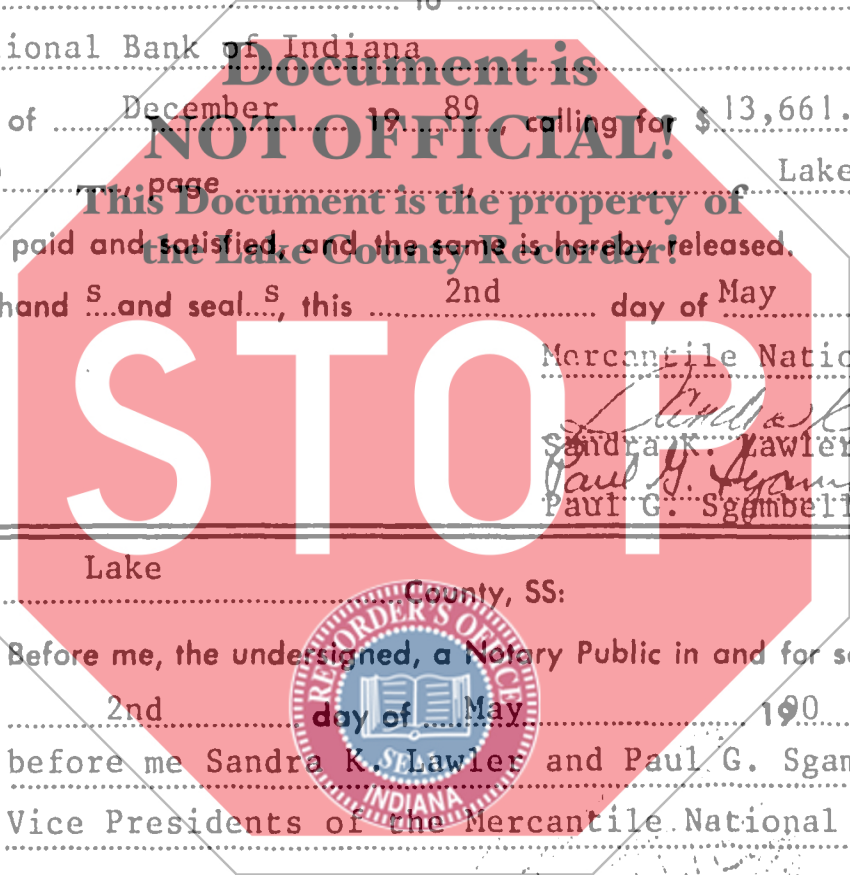 to
ional Bank of Indiana
Document is
of December 19 89, calling for $ 13,661.
NOT OFFICIAL!
, page , Lake
This Document is the property of
paid and satisfied, and the same is hereby released.
the Lake County Recorder!
hand s and seal s, this 2nd day of May
STOP
Mercantile Natio
Sandra K. Lawler
Paul G. Sgambell
Lake County, SS:
RECORDER'S OFFICE
Before me, the undersigned, a Notary Public in and for s
2nd day of May 1990
before me Sandra K. Lawler and Paul G. Sgam
SEAL
INDIANA
Vice Presidents of the Mercantile National